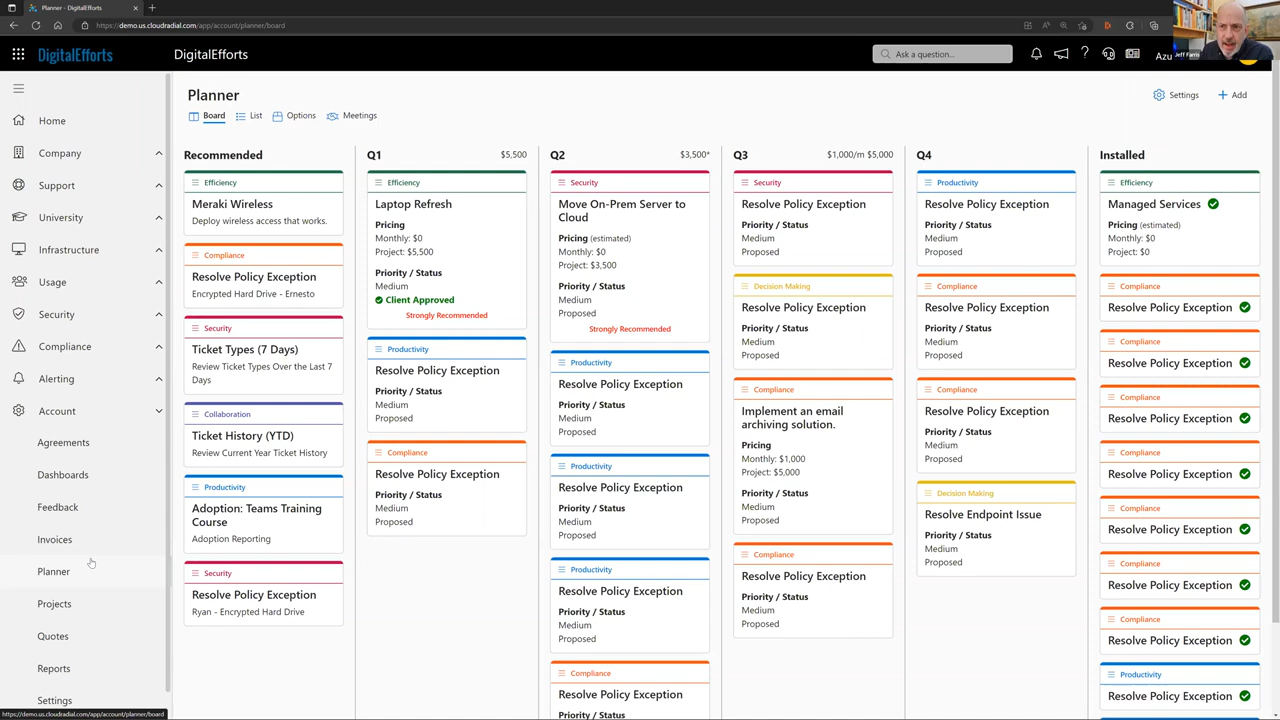 Planner - DigitalEfforts
https://demo.us.cloudradial.com/app/account/planner/board
DigitalEfforts
DigitalEfforts
Ask a question...
Azu
Jeff Farris
Home
Company
Support
University
Infrastructure
Usage
Security
Compliance
Alerting
Account
Agreements
Dashboards
Feedback
Invoices
Planner
Projects
Quotes
Reports
Settings
https://demo.us.cloudradial.com/app/account/planner/board
Planner
Settings
Add
Board
List
Options
Meetings
Recommended
Efficiency
Meraki Wireless
Deploy wireless access that works.
Compliance
Resolve Policy Exception
Encrypted Hard Drive - Ernesto
Security
Ticket Types (7 Days)
Review Ticket Types Over the Last 7
Days
Collaboration
Ticket History (YTD)
Review Current Year Ticket History
Productivity
Adoption: Teams Training
Course
Adoption Reporting
Security
Resolve Policy Exception
Ryan - Encrypted Hard Drive
Q1 $5,500
Efficiency
Laptop Refresh
Pricing
Monthly: $0
Project: $5,500
Priority / Status
Medium
Client Approved
Strongly Recommended
Productivity
Resolve Policy Exception
Priority / Status
Medium
Proposed
Compliance
Resolve Policy Exception
Priority / Status
Medium
Proposed
Q2 $3,500*
Security
Move On-Prem Server to
Cloud
Pricing (estimated)
Monthly: $0
Project: $3,500
Priority / Status
Medium
Proposed
Strongly Recommended
Productivity
Resolve Policy Exception
Priority / Status
Medium
Proposed
Productivity
Resolve Policy Exception
Priority / Status
Medium
Proposed
Productivity
Resolve Policy Exception
Priority / Status
Medium
Proposed
Compliance
Resolve Policy Exception
Priority / Status
Q3 $1,000/m $5,000
Security
Resolve Policy Exception
Priority / Status
Medium
Proposed
Decision Making
Resolve Policy Exception
Priority / Status
Medium
Proposed
Compliance
Implement an email
archiving solution.
Pricing
Monthly: $1,000
Project: $5,000
Priority / Status
Medium
Proposed
Compliance
Resolve Policy Exception
Priority / Status
Medium
Proposed
Q4
Productivity
Resolve Policy Exception
Priority / Status
Medium
Proposed
Compliance
Resolve Policy Exception
Priority / Status
Medium
Proposed
Compliance
Resolve Policy Exception
Priority / Status
Medium
Proposed
Decision Making
Resolve Endpoint Issue
Priority / Status
Medium
Proposed
Installed
Efficiency
Managed Services
Pricing (estimated)
Monthly: $0
Project: $0
Compliance
Resolve Policy Exception
Compliance
Resolve Policy Exception
Compliance
Resolve Policy Exception
Compliance
Resolve Policy Exception
Compliance
Resolve Policy Exception
Compliance
Resolve Policy Exception
Compliance
Resolve Policy Exception
Productivity
Resolve Policy Exception